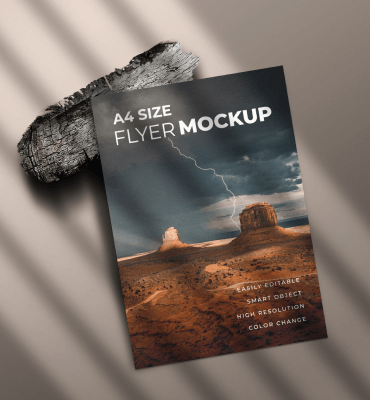 A4 SIZE
FLYER MOCKUP
EASILY EDITABLE
SMART OBJECT
HIGH RESOLUTION
COLOR CHANGE